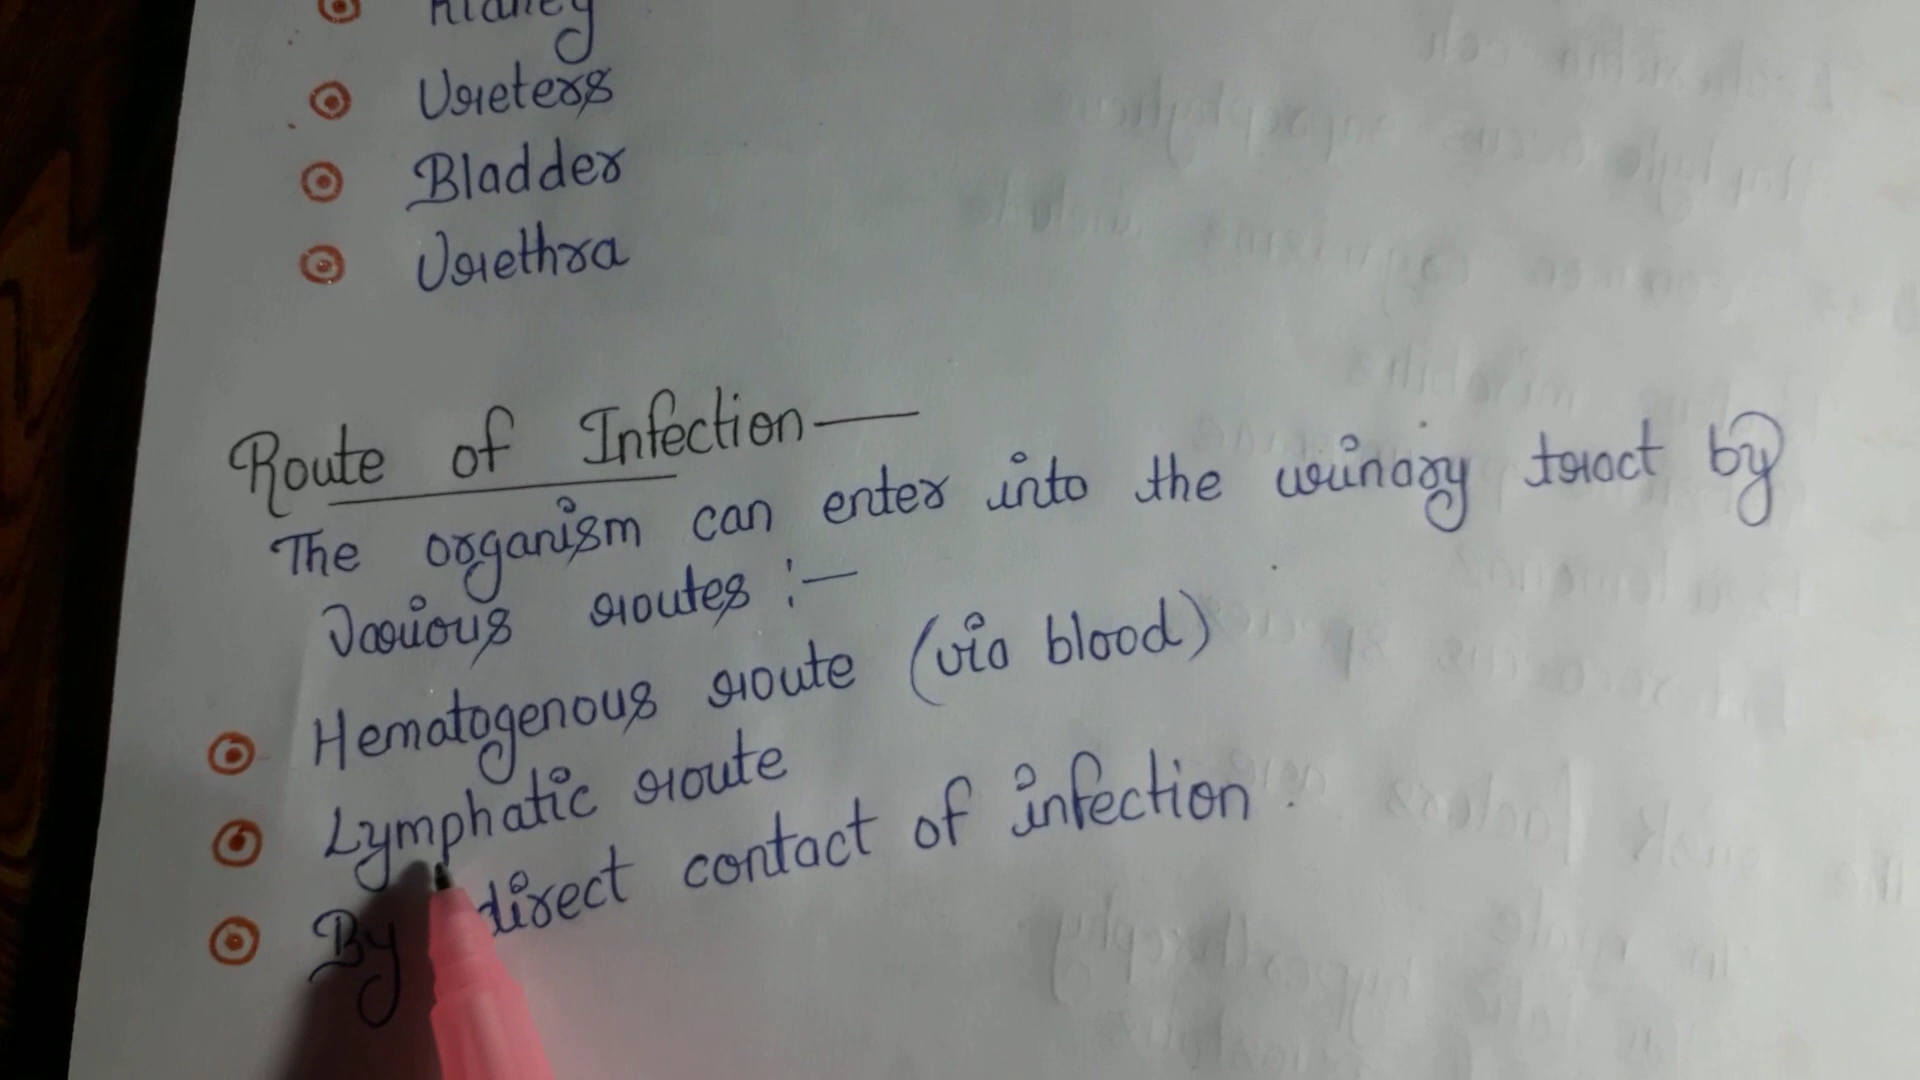 Kidney
Ureters
Bladder
Urethra
Route of Infection —
The organism can enter into the urinary tract by
Various routes :—
Hematogenous route (via blood)
Lymphatic route
By direct contact of infection.